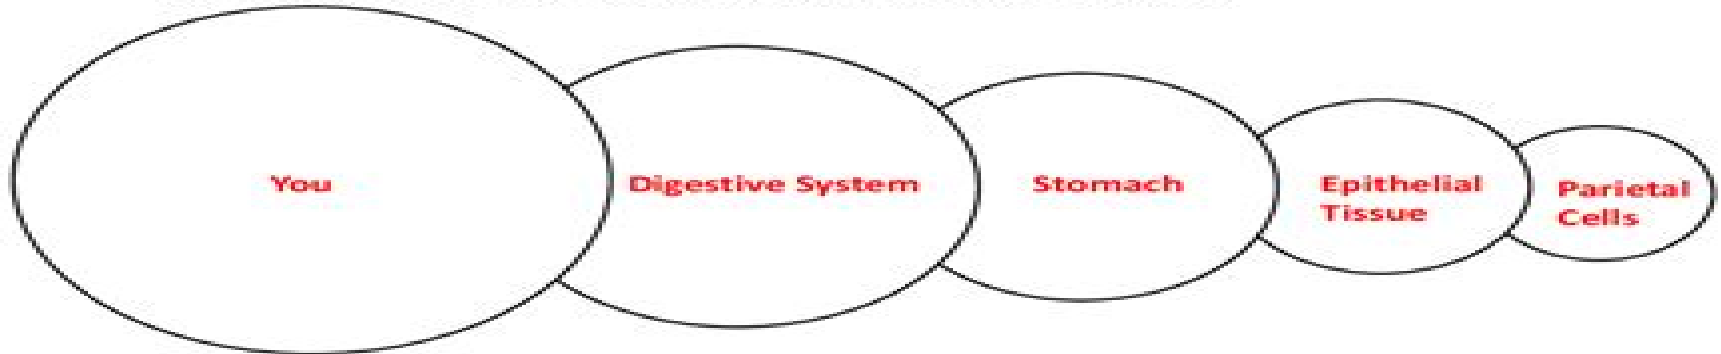 You
Digestive System
Stomach
Epithelial
Tissue
Parietal
Cells